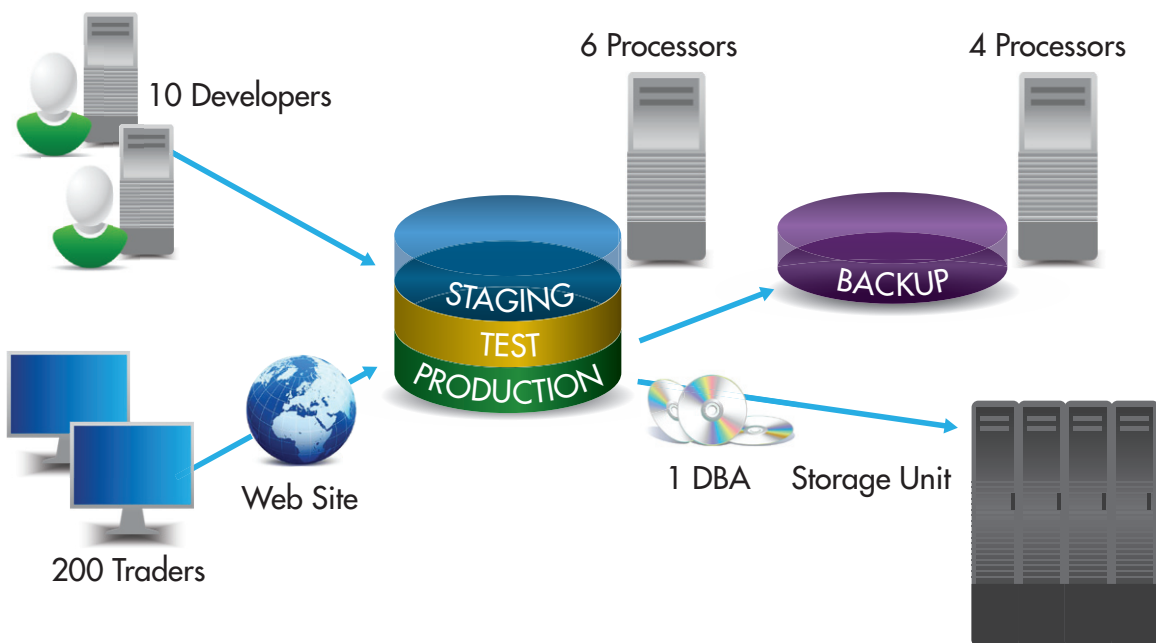 6 Processors
4 Processors
10 Developers
STAGING
BACKUP
TEST
PRODUCTION
1 DBA
Storage Unit
Web Site
200 Traders